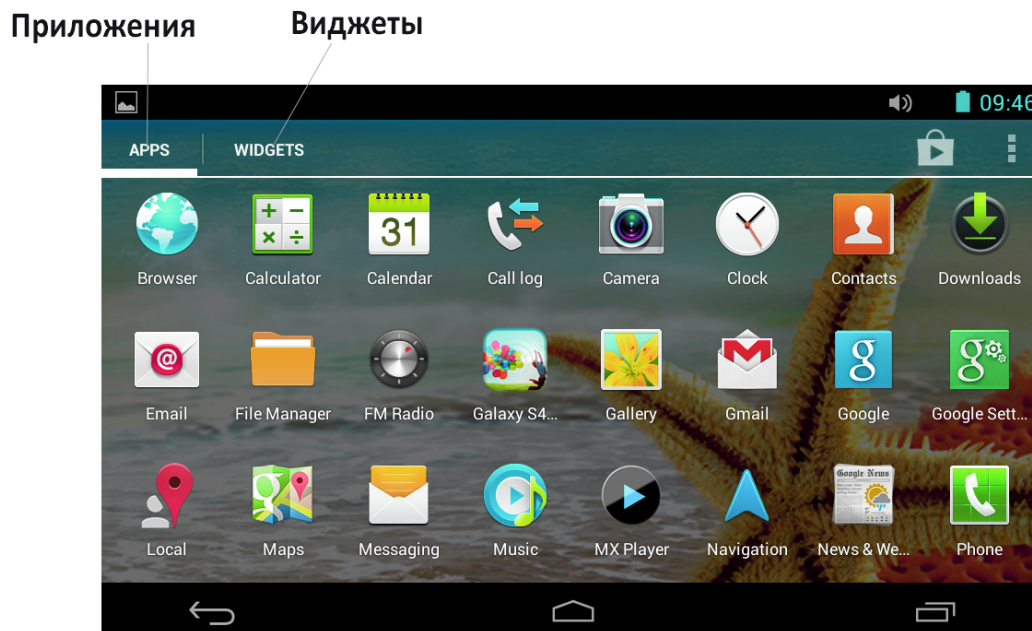 Приложения Виджеты
09:46
APPS WIDGETS
31
Browser Calculator Calendar Call log Camera Clock Contacts Downloads
Email File Manager FM Radio Galaxy S4... Gallery Gmail Google Google Sett...
Google News
Local Maps Messaging Music MX Player Navigation News & We... Phone